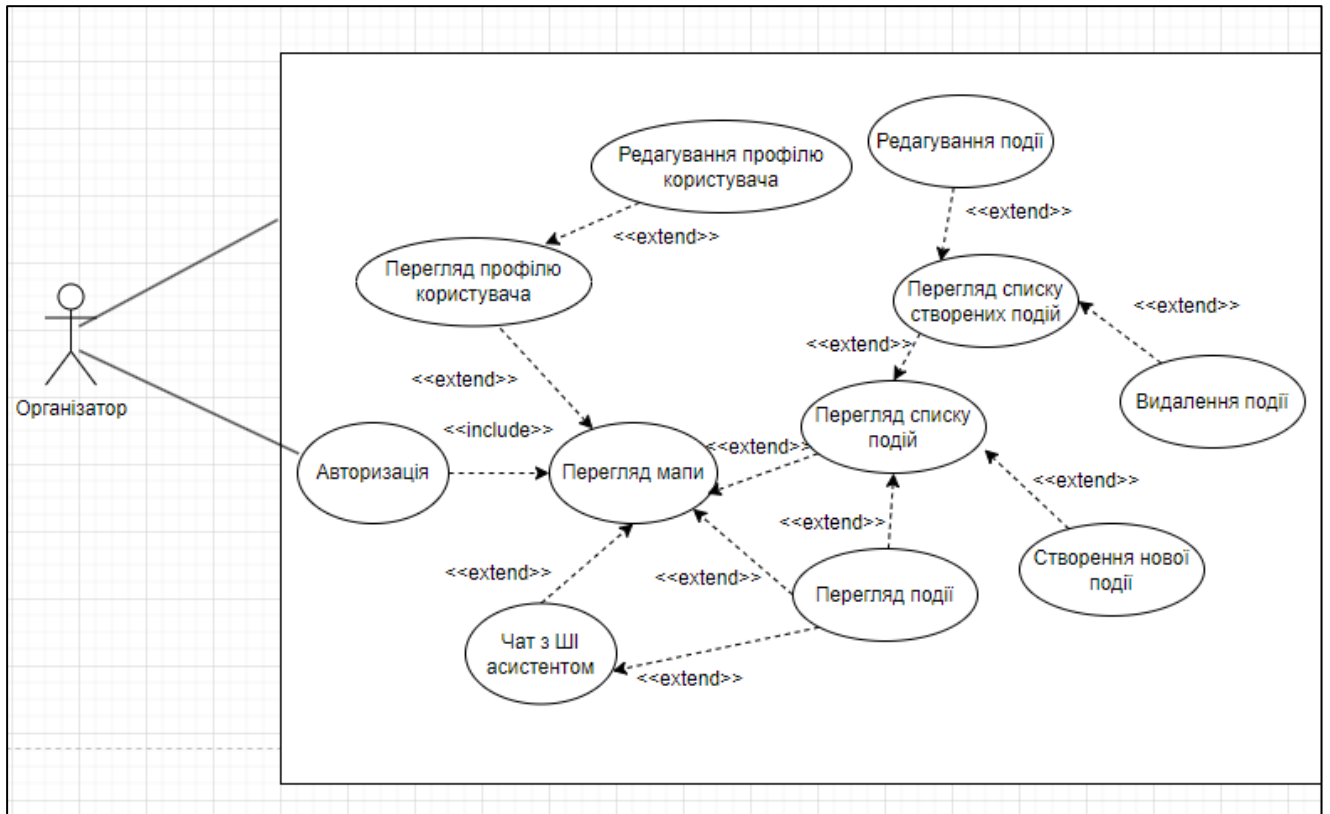 Редагування події
Редагування профілю
користувача
<<extend>>
<<extend>>
Перегляд профілю
користувача
Перегляд списку
створених подій
<<extend>>
<<extend>>
Організатор
<<extend>>
Видалення події
Перегляд списку
подій
<<include>>
<<extend>>
Авторизація
Перегляд мапи
<<extend>>
<<extend>>
<<extend>>
<<extend>>
Створення нової
події
Перегляд події
Чат з ШІ
асистентом
<<extend>>